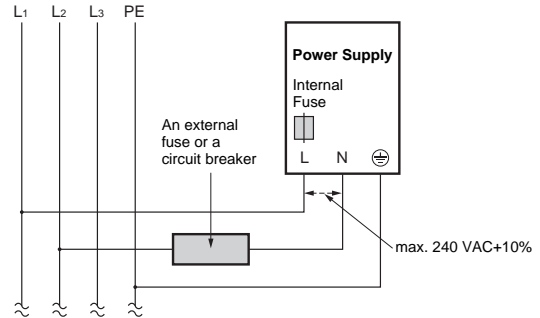 L1 L2 L3 PE
Power Supply
Internal
Fuse
An external
fuse or a
circuit breaker
L N
max. 240 VAC+10%